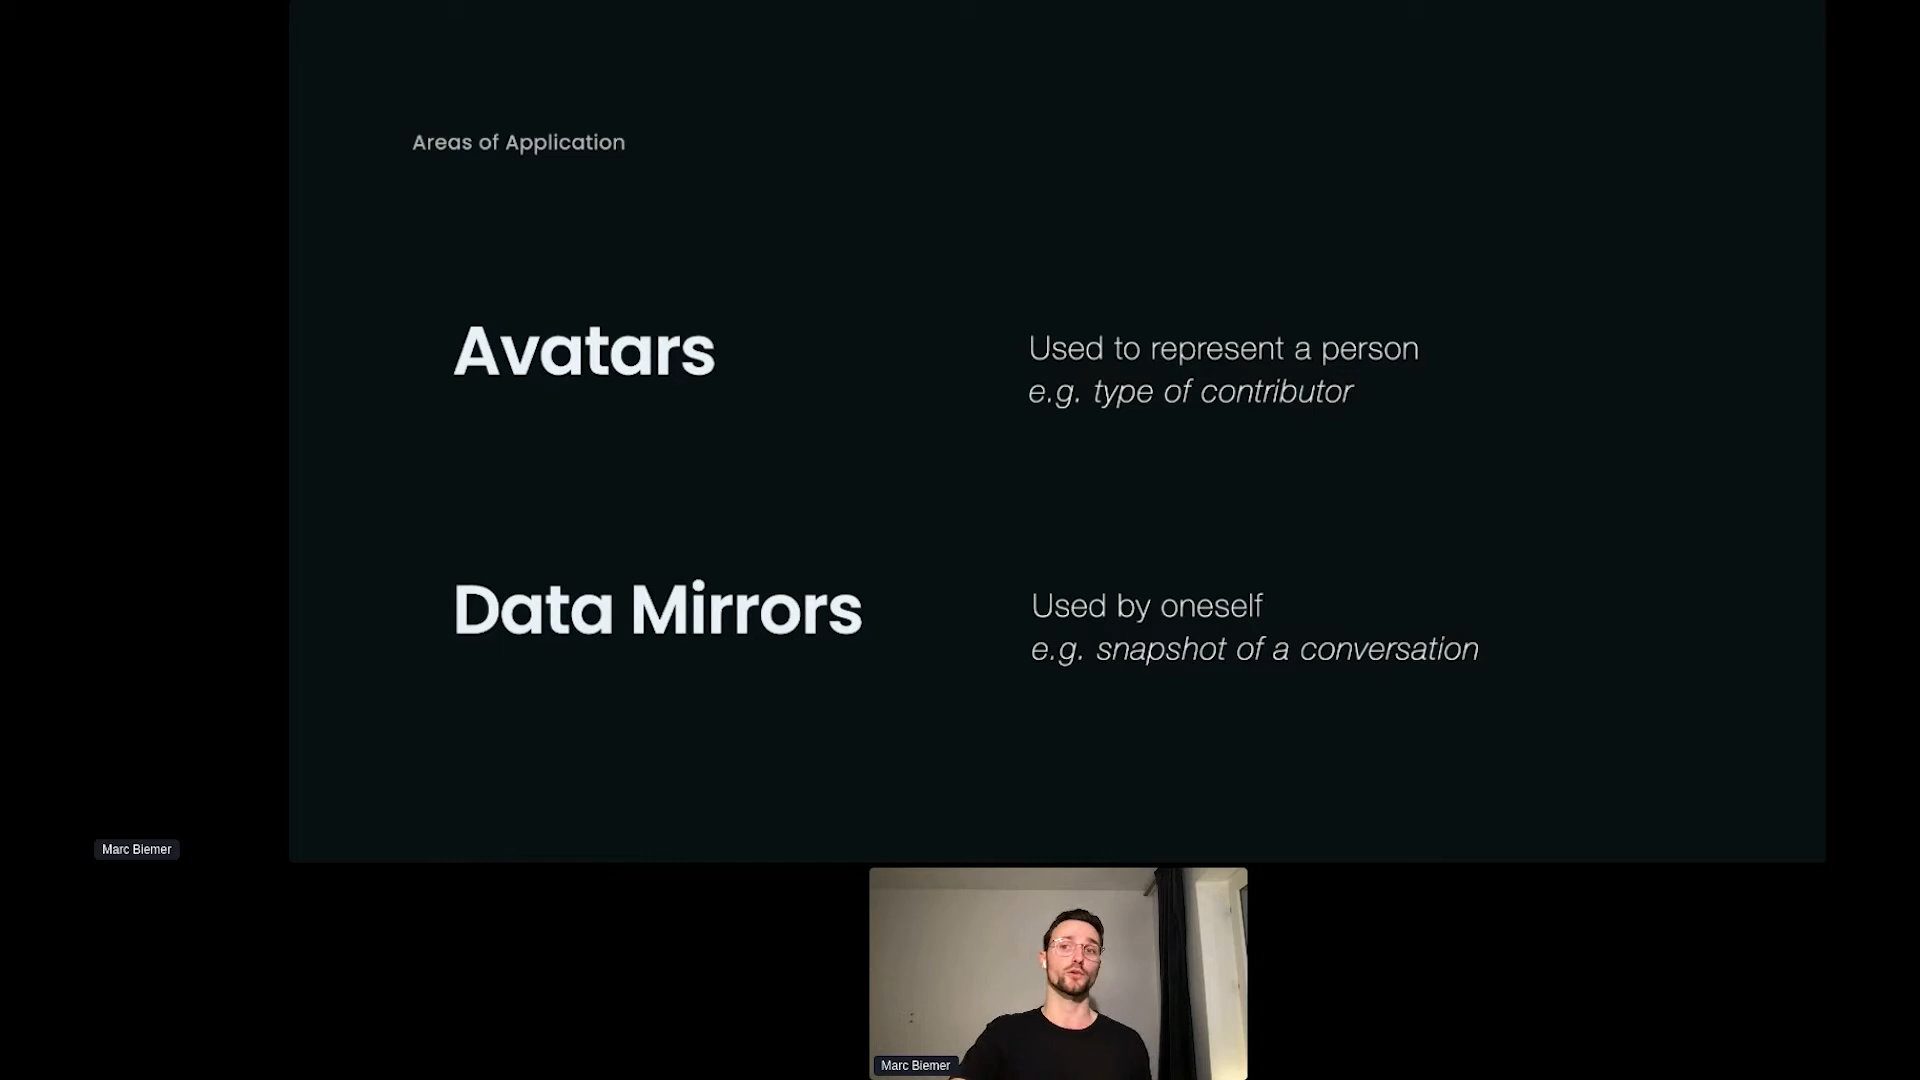 Areas of Application
Avatars
Used to represent a person
e.g. type of contributor
Data Mirrors
Used by oneself
e.g. snapshot of a conversation
Marc Biemer
Marc Biemer